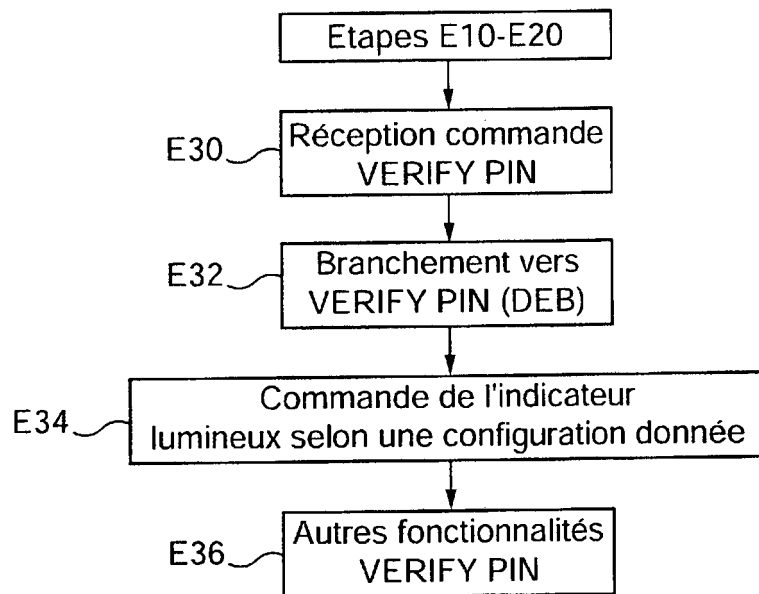 Etapes E10-E20
E30
Réception commande
VERIFY PIN
E32
Branchement vers
VERIFY PIN (DEB)
E34
Commande de l'indicateur
lumineux selon une configuration donnée
E36
Autres fonctionnalités
VERIFY PIN